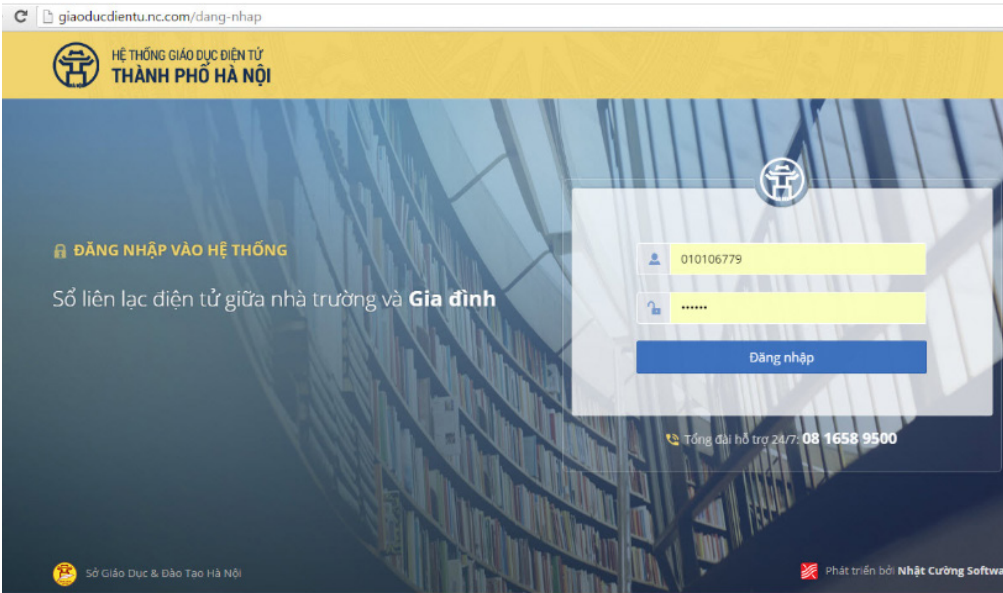 giaoducdientu.nc.com/dang-nhap
HỆ THỐNG GIÁO DỤC ĐIỆN TỬ
THÀNH PHỐ HÀ NỘI
ĐĂNG NHẬP VÀO HỆ THỐNG
Sổ liên lạc điện tử giữa nhà trường và Gia đình
010106779
••••••
Đăng nhập
Tổng đài hỗ trợ 24/7: 08 1658 9500
Sở Giáo Dục & Đào Tạo Hà Nội
Phát triển bởi Nhật Cường Softwa